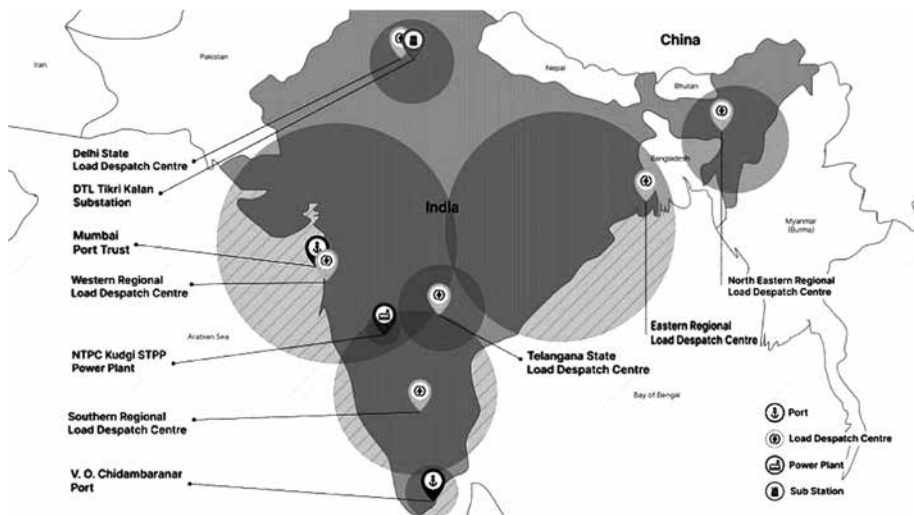 China
Iran
Pakistan
Nepal
Bhutan
Delhi State
Load Despatch Centre
DTL Tikri Kalan
Substation
Bangladesh
India
Mumbai
Port Trust
Myanmar
(Burma)
Western Regional
Load Despatch Centre
North Eastern Regional
Load Despatch Centre
Arabian Sea
Eastern Regional
Load Despatch Centre
NTPC Kudgi STPP
Power Plant
Telangana State
Load Despatch Centre
Bay of Bengal
Southern Regional
Load Despatch Centre
Port
Load Despatch Centre
Power Plant
Sub Station
V. O. Chidambaranar
Port